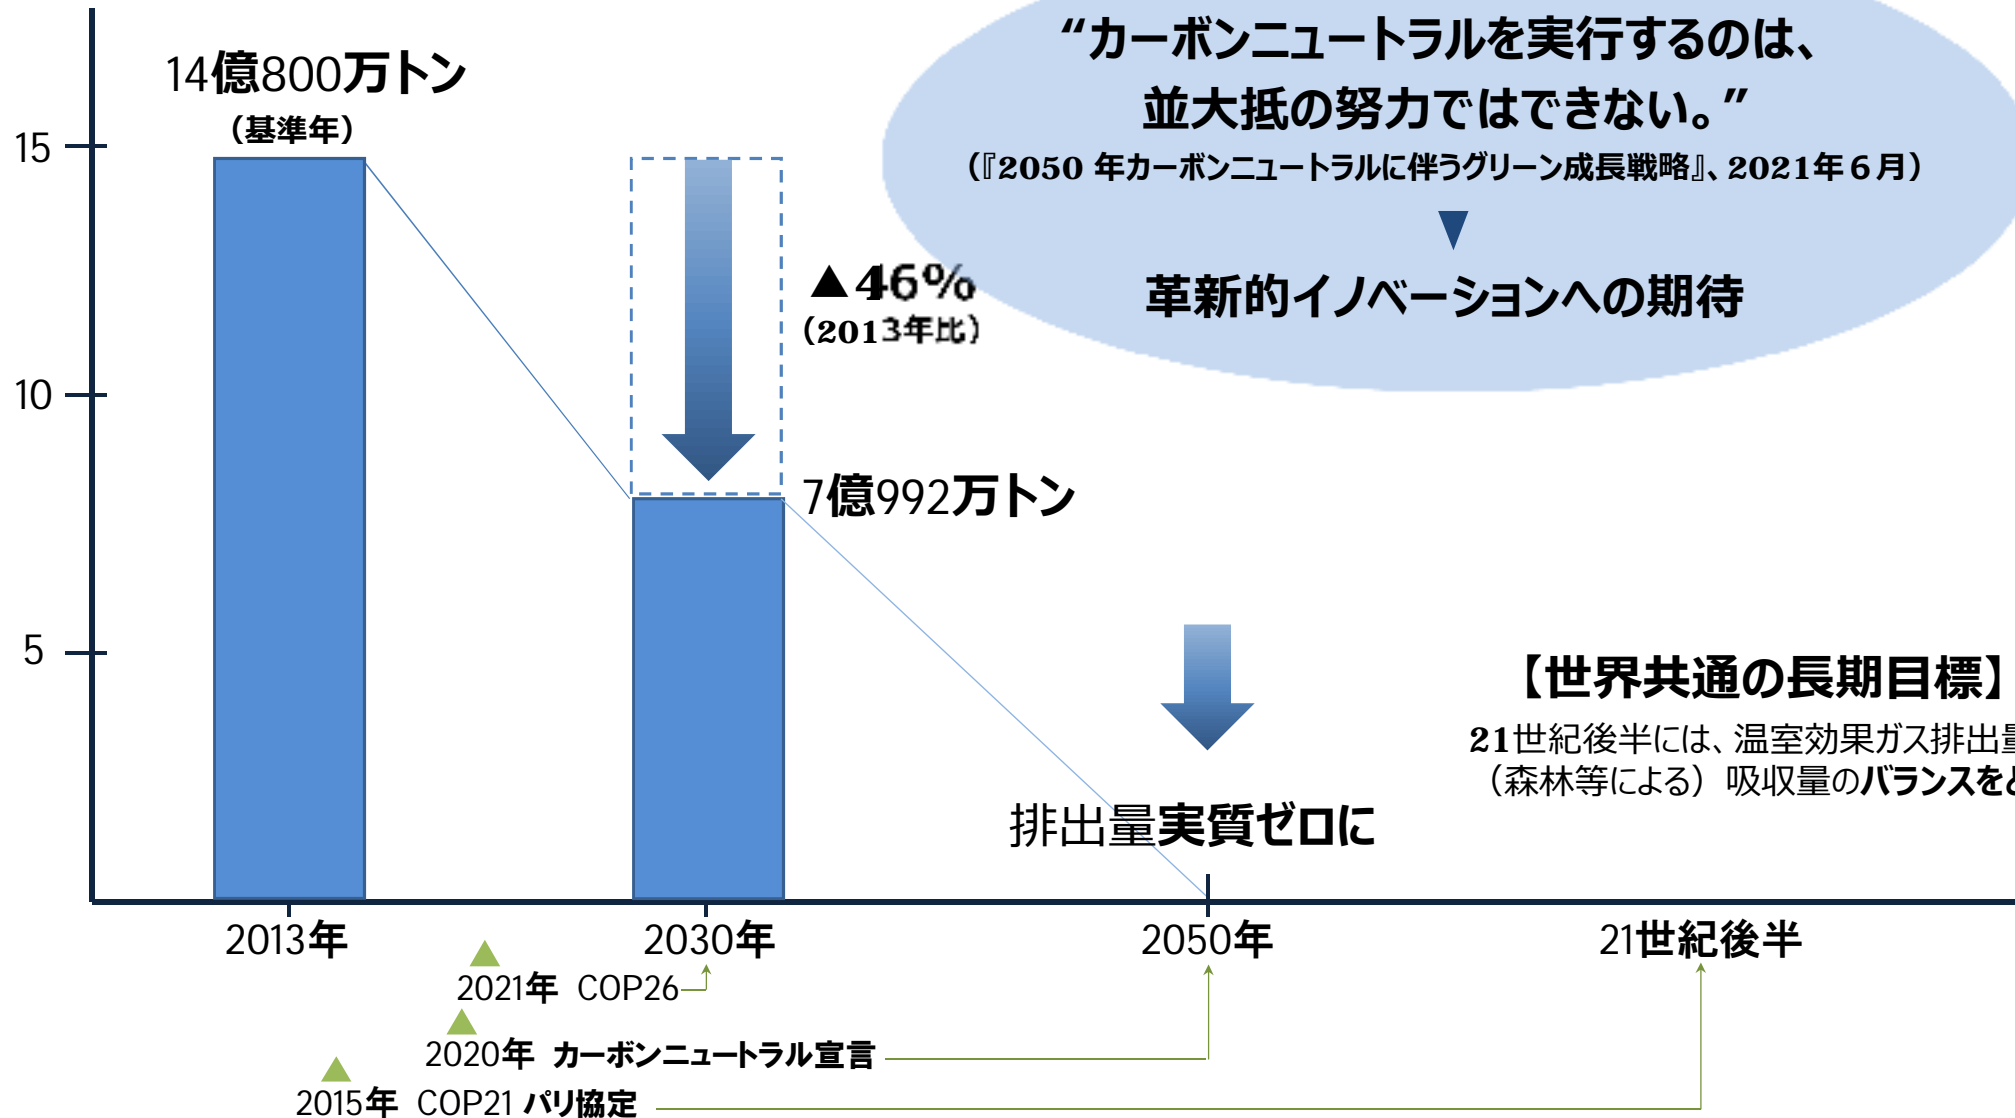 “カーボンニュートラルを実行するのは、
並大抵の努力ではできない。”
（『2050 年カーボンニュートラルに伴うグリーン成長戦略』、2021年６月）
▼
革新的イノベーションへの期待
14億800万トン
（基準年）
15
▲46%
（2013年比）
10
7億992万トン
5
【世界共通の長期目標】
21世紀後半には、温室効果ガス排出量
（森林等による）吸収量のバランスを
排出量実質ゼロに
2013年
2030年
2050年
21世紀後半
2021年 COP26
2020年 カーボンニュートラル宣言
2015年 COP21 パリ協定